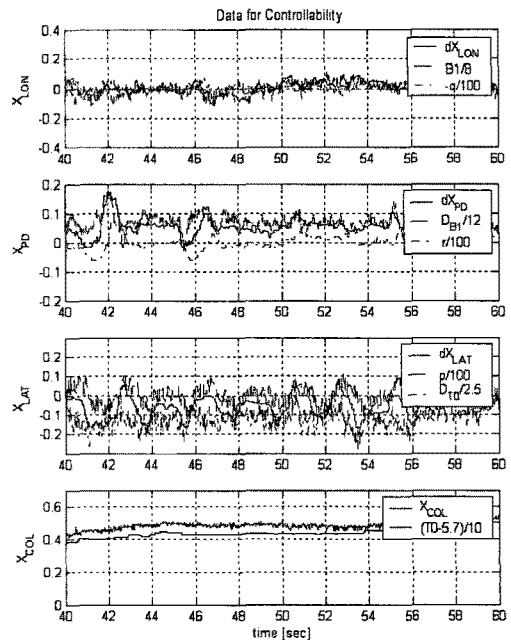 Data for Controllability
X_LON
0.4
0.2
0
-0.2
-0.4
dX_LON
B1/8
-q/100
40 42 44 46 48 50 52 54 56 58 60
X_PD
0.2
0.1
0
-0.1
-0.2
dX_PD
D_B1/12
r/100
40 42 44 46 48 50 52 54 56 58 60
X_LAT
0.2
0.1
0
-0.1
-0.2
dX_LAT
p/100
40 42 44 46 48 50 52 54 56 58 60
X_COL
0.6
0.4
0.2
0
X_COL
(T0-5.7)/10
40 42 44 46 48 50 52 54 56 58 60
time [sec]